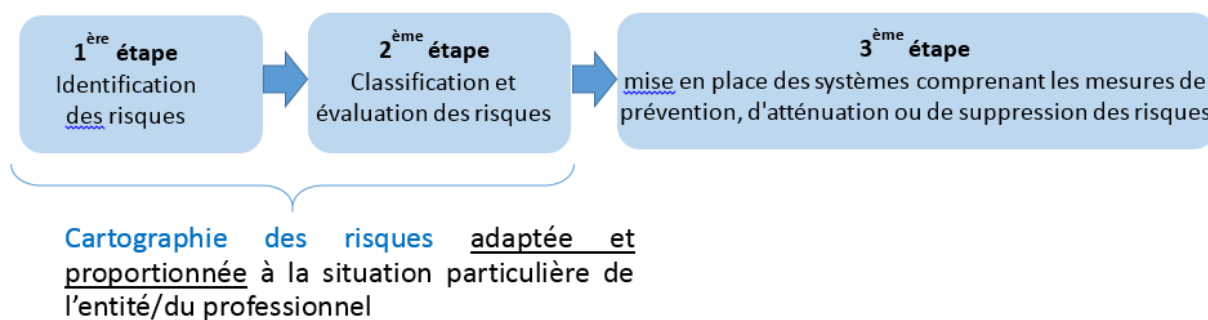 1ère étape
Identification
des risques
2ème étape
Classification et
évaluation des risques
3ème étape
mise en place des systèmes comprenant les mesures de
prévention, d'atténuation ou de suppression des risques
Cartographie des risques adaptée et
proportionnée à la situation particulière de
l’entité/du professionnel